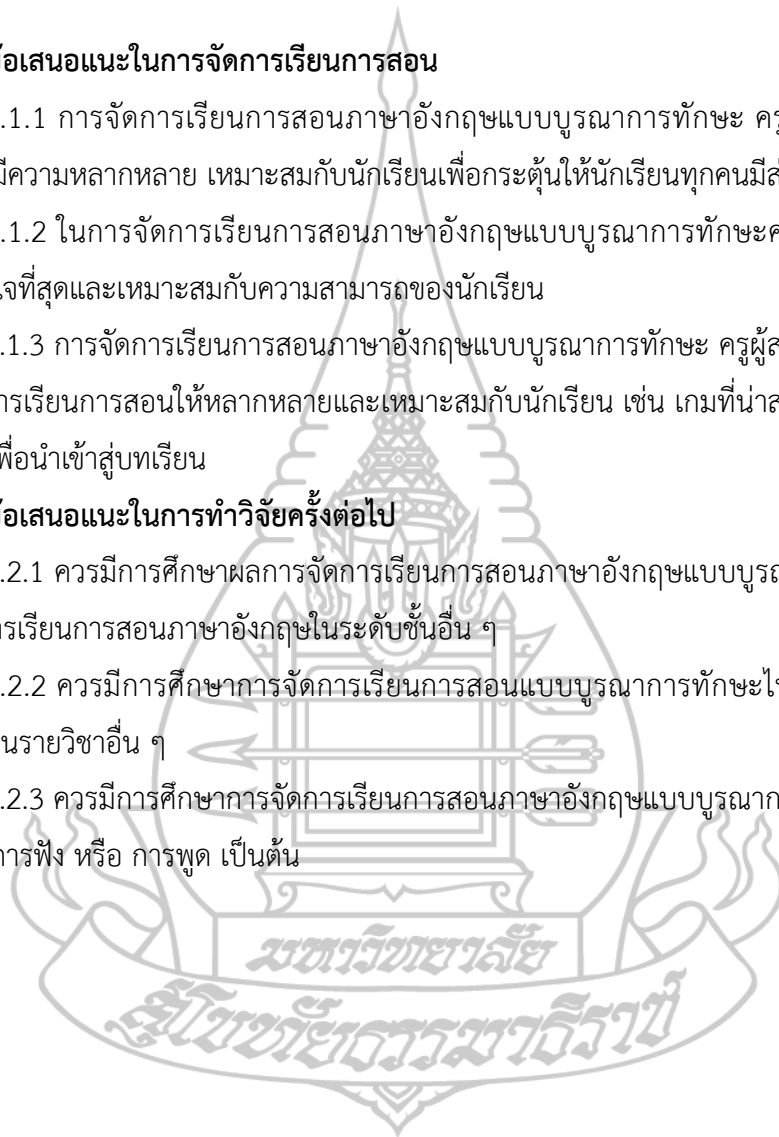 ข้อเสนอแนะในการจัดการเรียนการสอน
.1.1 การจัดการเรียนการสอนภาษาอังกฤษแบบบูรณาการทักษะ ครู
มีความหลากหลาย เหมาะสมกับนักเรียนเพื่อกระตุ้นให้นักเรียนทุกคนมีส่
.1.2 ในการจัดการเรียนการสอนภาษาอังกฤษแบบบูรณาการทักษะค
ใจที่สุดและเหมาะสมกับความสามารถของนักเรียน
.1.3 การจัดการเรียนการสอนภาษาอังกฤษแบบบูรณาการทักษะ ครูผู้ส
ารเรียนการสอนให้หลากหลายและเหมาะสมกับนักเรียน เช่น เกมที่น่าส
พื่อนำเข้าสู่บทเรียน
ข้อเสนอแนะในการทำวิจัยครั้งต่อไป
.2.1 ควรมีการศึกษาผลการจัดการเรียนการสอนภาษาอังกฤษแบบบูรณ
ารเรียนการสอนภาษาอังกฤษในระดับชั้นอื่น ๆ
.2.2 ควรมีการศึกษาการจัดการเรียนการสอนแบบบูรณาการทักษะไป
นรายวิชาอื่น ๆ
.2.3 ควรมีการศึกษาการจัดการเรียนการสอนภาษาอังกฤษแบบบูรณาก
การฟัง หรือ การพูด เป็นต้น
มหาวิทยาลัย
สุโขทัยธรรมาธิราช